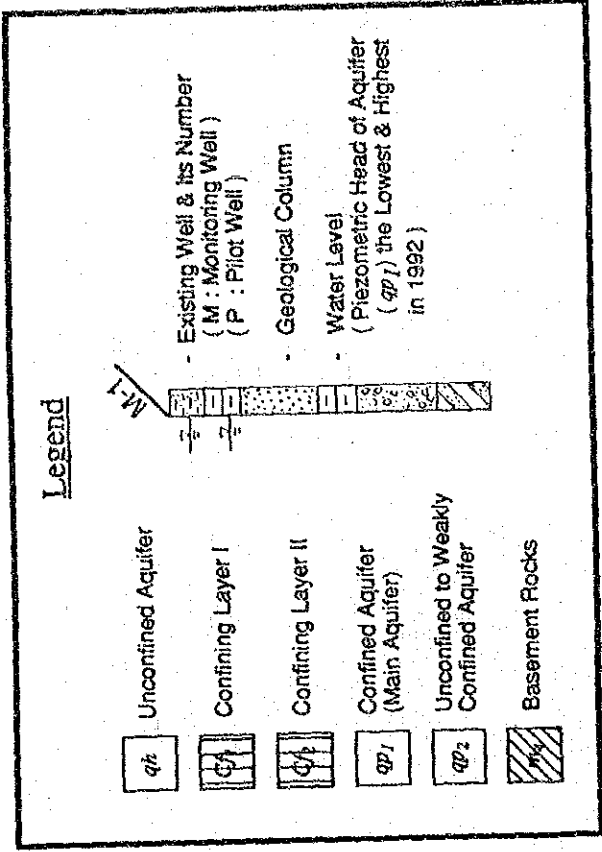 Legend
qh Unconfined Aquifer
Cf1 Confining Layer I
Cf2 Confining Layer II
qp1 Confined Aquifer
(Main Aquifer)
qp2 Unconfined to Weakly
Confined Aquifer
Basement Rocks
M-1
- Existing Well & its Number
( M : Monitoring Well )
( P : Pilot Well )
- Geological Column
- Water Level
( Piezometric Head of Aquifer
( qp1 ) the Lowest & Highest
in 1992 )